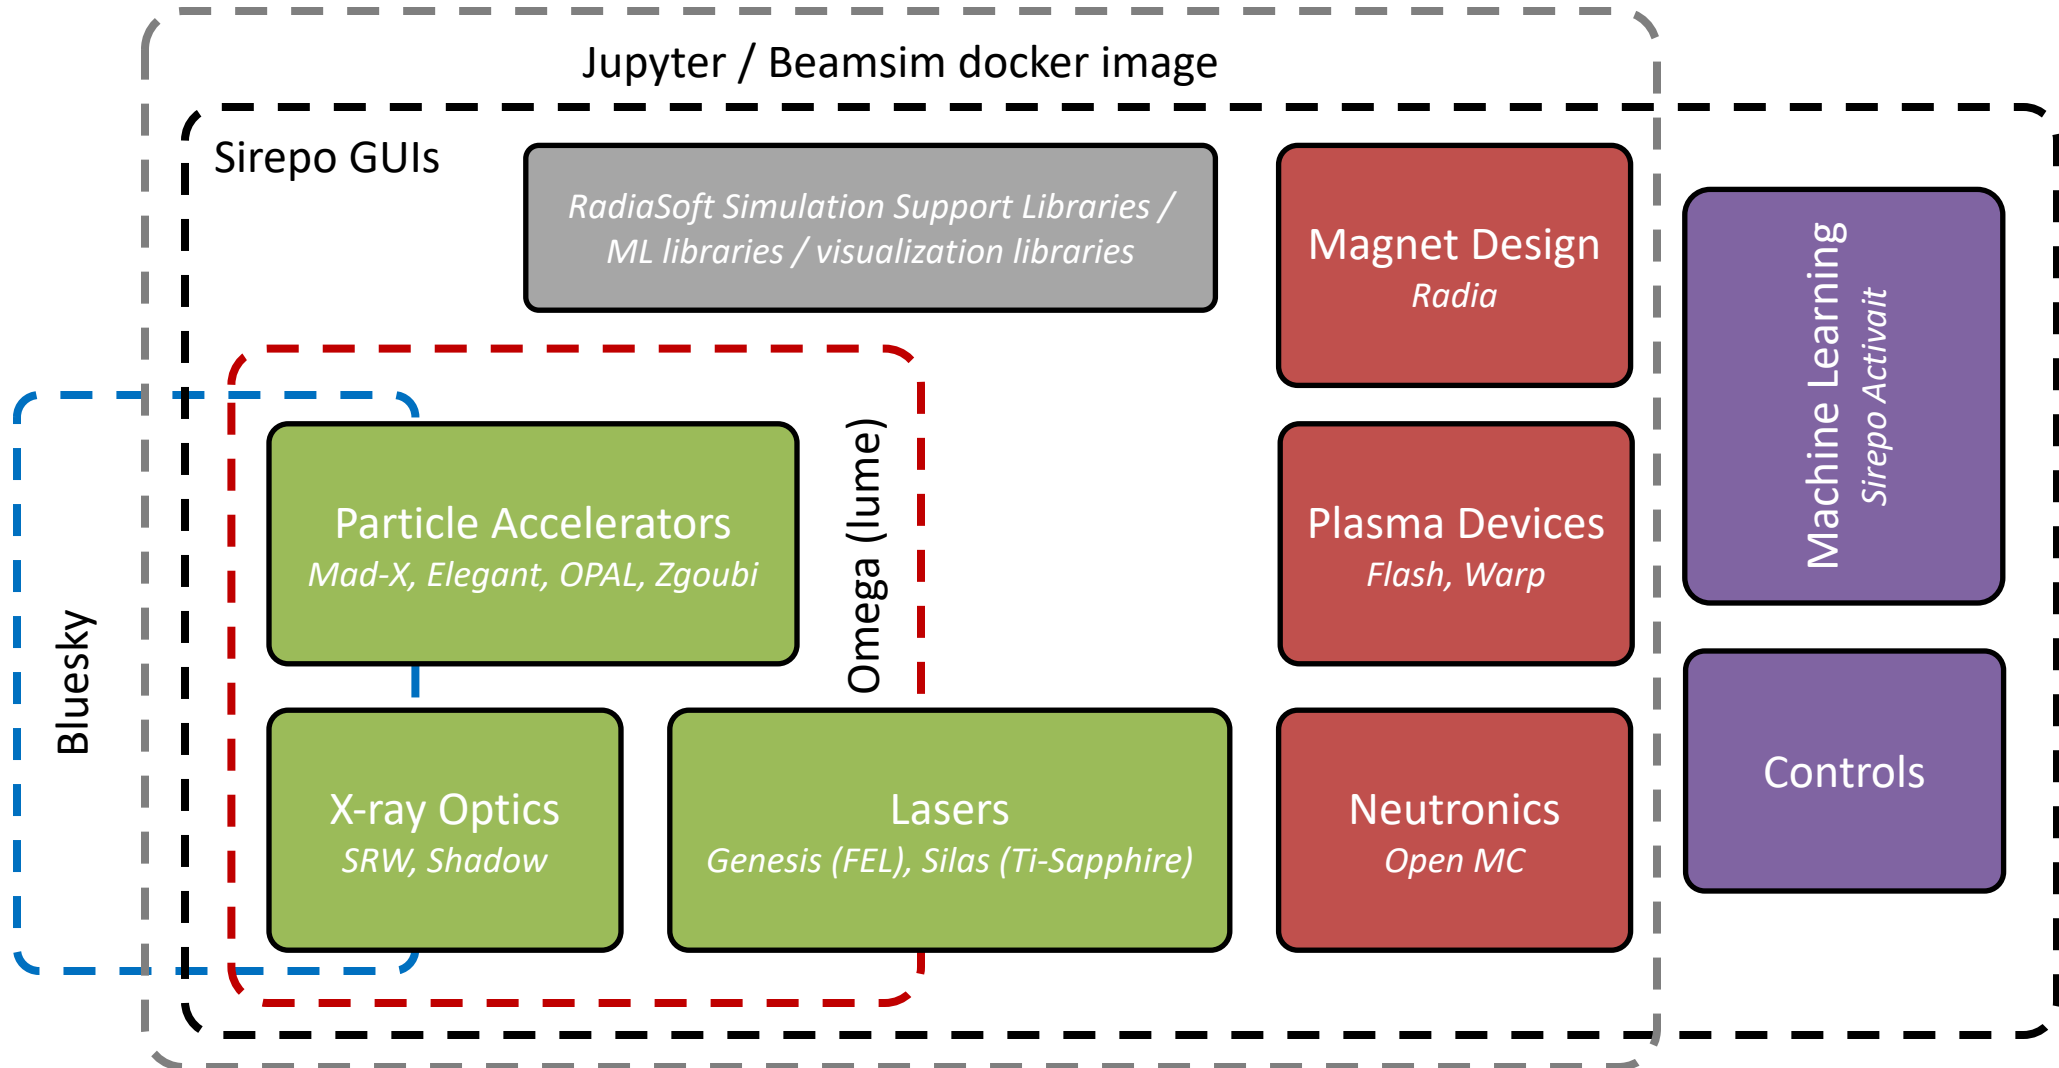 Jupyter / Beamsim docker image
Sirepo GUIs
RadiaSoft Simulation Support Libraries /
ML libraries / visualization libraries
Magnet Design
Radia
Machine Learning
Sirepo Activait
Particle Accelerators
Mad-X, Elegant, OPAL, Zgoubi
Omega (lume)
Plasma Devices
Flash, Warp
Bluesky
X-ray Optics
SRW, Shadow
Lasers
Genesis (FEL), Silas (Ti-Sapphire)
Neutronics
Open MC
Controls